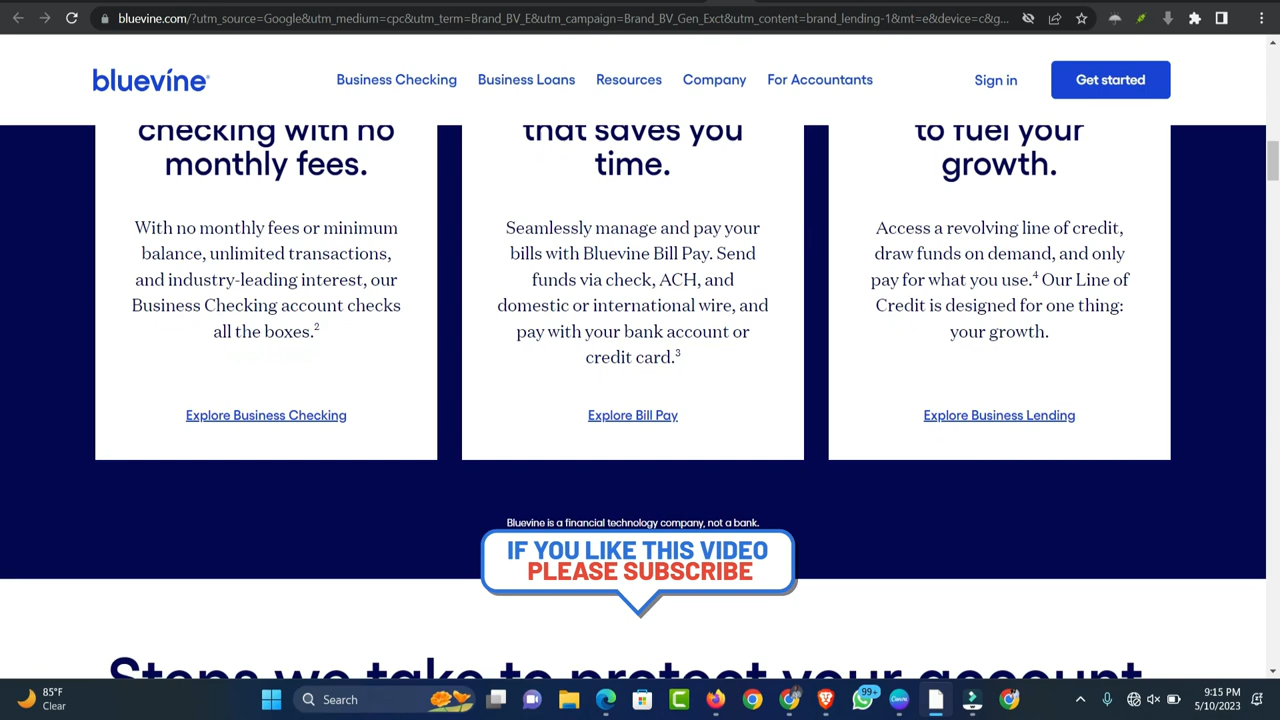 bluevine.com/?utm_source=Google&utm_medium=cpc&utm_term=Brand_BV_E&utm_campaign=Brand_BV_Gen_Exct&utm_content=brand_lending-1&mt=e&device=c&g...
bluevine
Business Checking
Business Loans
Resources
Company
For Accountants
Sign in
Get started
checking with no
monthly fees.
With no monthly fees or minimum
balance, unlimited transactions,
and industry-leading interest, our
Business Checking account checks
all the boxes.2
Explore Business Checking
that saves you
time.
Seamlessly manage and pay your
bills with Bluevine Bill Pay. Send
funds via check, ACH, and
domestic or international wire, and
pay with your bank account or
credit card.3
Explore Bill Pay
to fuel your
growth.
Access a revolving line of credit,
draw funds on demand, and only
pay for what you use.4 Our Line of
Credit is designed for one thing:
your growth.
Explore Business Lending
Bluevine is a financial technology company, not a bank.
IF YOU LIKE THIS VIDEO
PLEASE SUBSCRIBE
Steps we take to protect your account
85°F
Clear
Search
99+
9:15 PM
5/10/2023